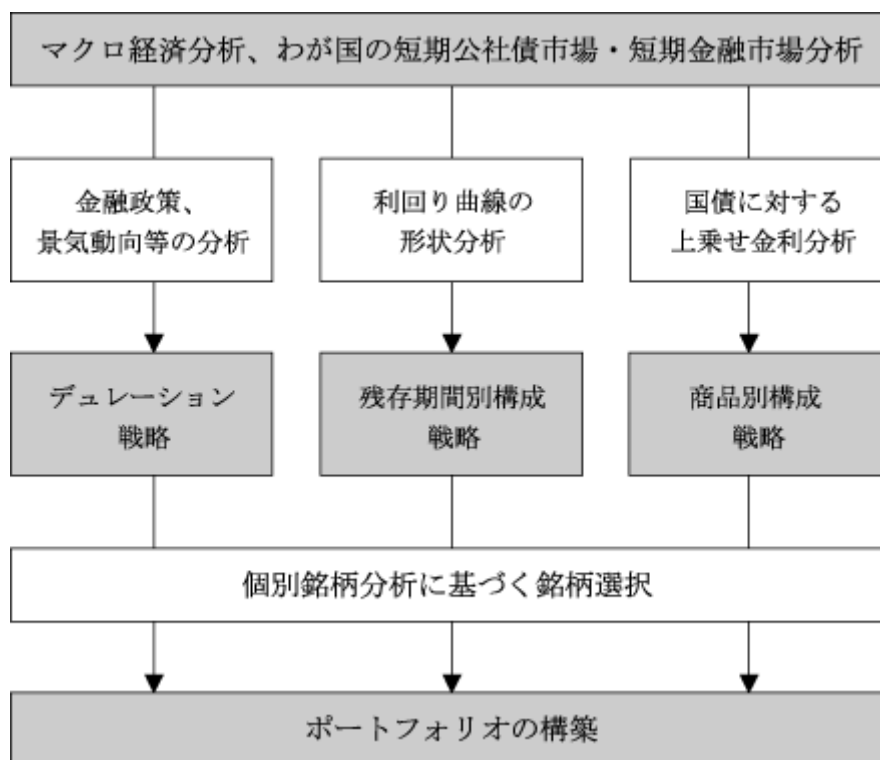 マクロ経済分析、わが国の短期公社債市場・短期金融市場分析
金融政策、
景気動向等の分析
利回り曲線の
形状分析
国債に対する
上乗せ金利分析
デュレーション
戦略
残存期間別構成
戦略
商品別構成
戦略
個別銘柄分析に基づく銘柄選択
ポートフォリオの構築